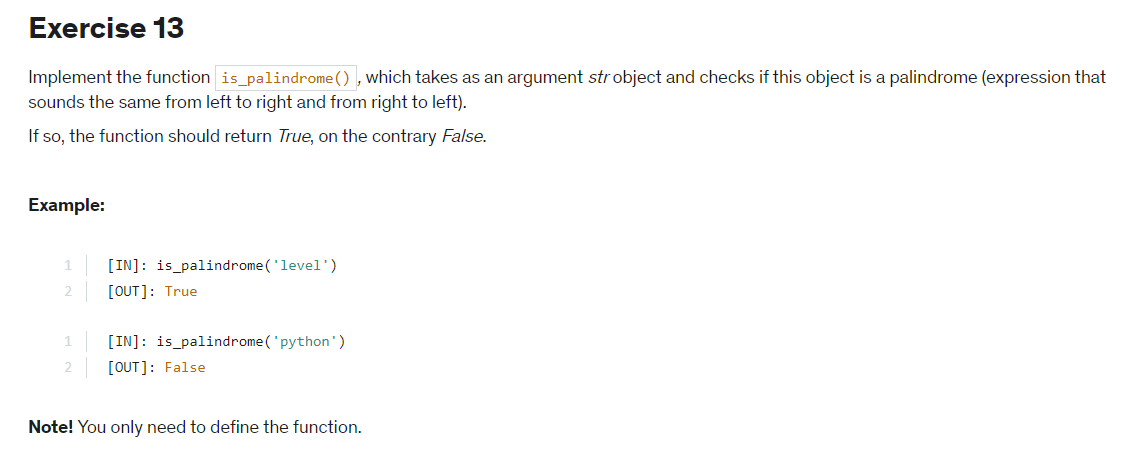 Exercise 13
Implement the function is_palindrome() , which takes as an argument str object and checks if this object is a palindrome (expression that
sounds the same from left to right and from right to left).
If so, the function should return True, on the contrary False.
Example:
1 [IN]: is_palindrome('level')
2 [OUT]: True
1 [IN]: is_palindrome('python')
2 [OUT]: False
Note! You only need to define the function.